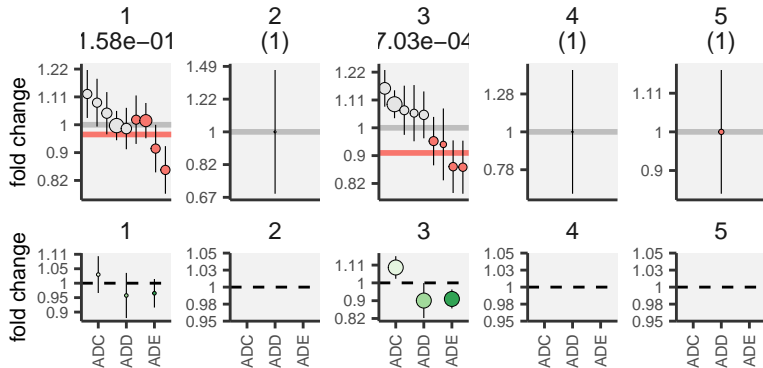 1 2 3 4 5
1.58e−01 (1) 7.03e−04 (1) (1)
fold change
1.22 1.11 1 0.9 0.82
1.49 1.22 1 0.82 0.67
1.22 1.11 1 0.9 0.82
1.28 1 0.78
1.11 1 0.9
1 2 3 4 5
fold change
1.11 1.05 1 0.95 0.9
1.05 1.03 1 0.98 0.95
1.11 1 0.9 0.82
1.05 1.03 1 0.98 0.95
1.05 1.03 1 0.98 0.95
ADC ADD ADE ADC ADD ADE ADC ADD ADE ADC ADD ADE ADC ADD ADE